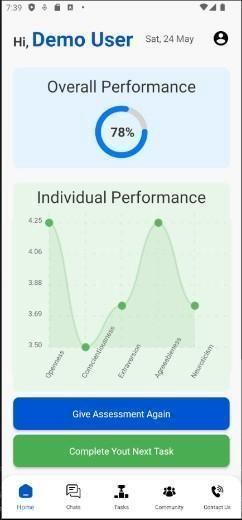 7:39
Hi, Demo User
Sat, 24 May
Overall Performance
78%
Individual Performance
4.25
4.06
3.88
3.69
3.50
Openness
Conscientiousness
Extraversion
Agreeableness
Neuroticism
Give Assessment Again
Complete Yout Next Task
Home
Chats
Tasks
Community
Contact Us